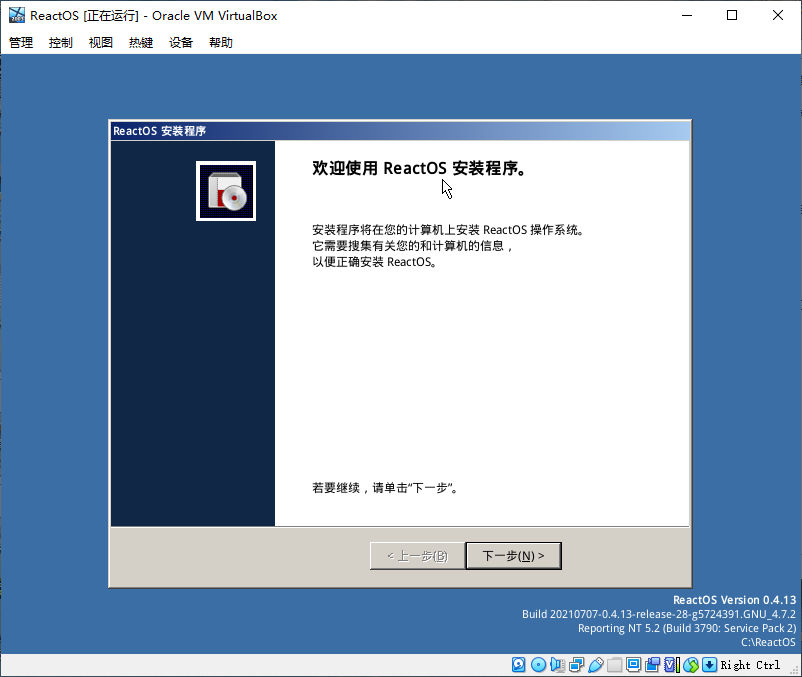 ReactOS [正在运行] - Oracle VM VirtualBox
管理 控制 视图 热键 设备 帮助
ReactOS 安装程序
欢迎使用 ReactOS 安装程序。
安装程序将在您的计算机上安装 ReactOS 操作系统。
它需要搜集有关您的和计算机的信息，
以便正确安装 ReactOS。
若要继续，请单击“下一步”。
< 上一步(B) 下一步(N) >
ReactOS Version 0.4.13
Build 20210707-0.4.13-release-28-g5724391.GNU_4.7.2
Reporting NT 5.2 (Build 3790: Service Pack 2)
C:\ReactOS
Right Ctrl